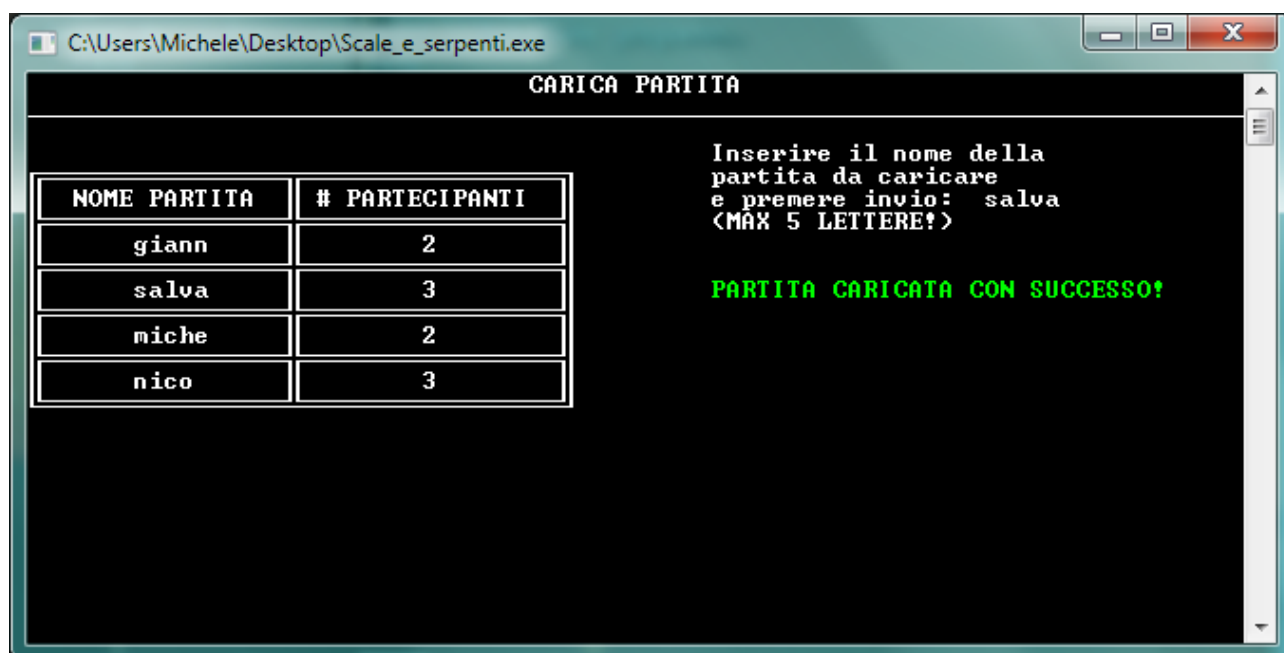 C:\Users\Michele\Desktop\Scale_e_serpenti.exe
CARICA PARTITA
NOME PARTITA # PARTECIPANTI
giann 2
salva 3
miche 2
nico 3
Inserire il nome della
partita da caricare
e premere invio: salva
(MAX 5 LETTERE!)
PARTITA CARICATA CON SUCCESSO!